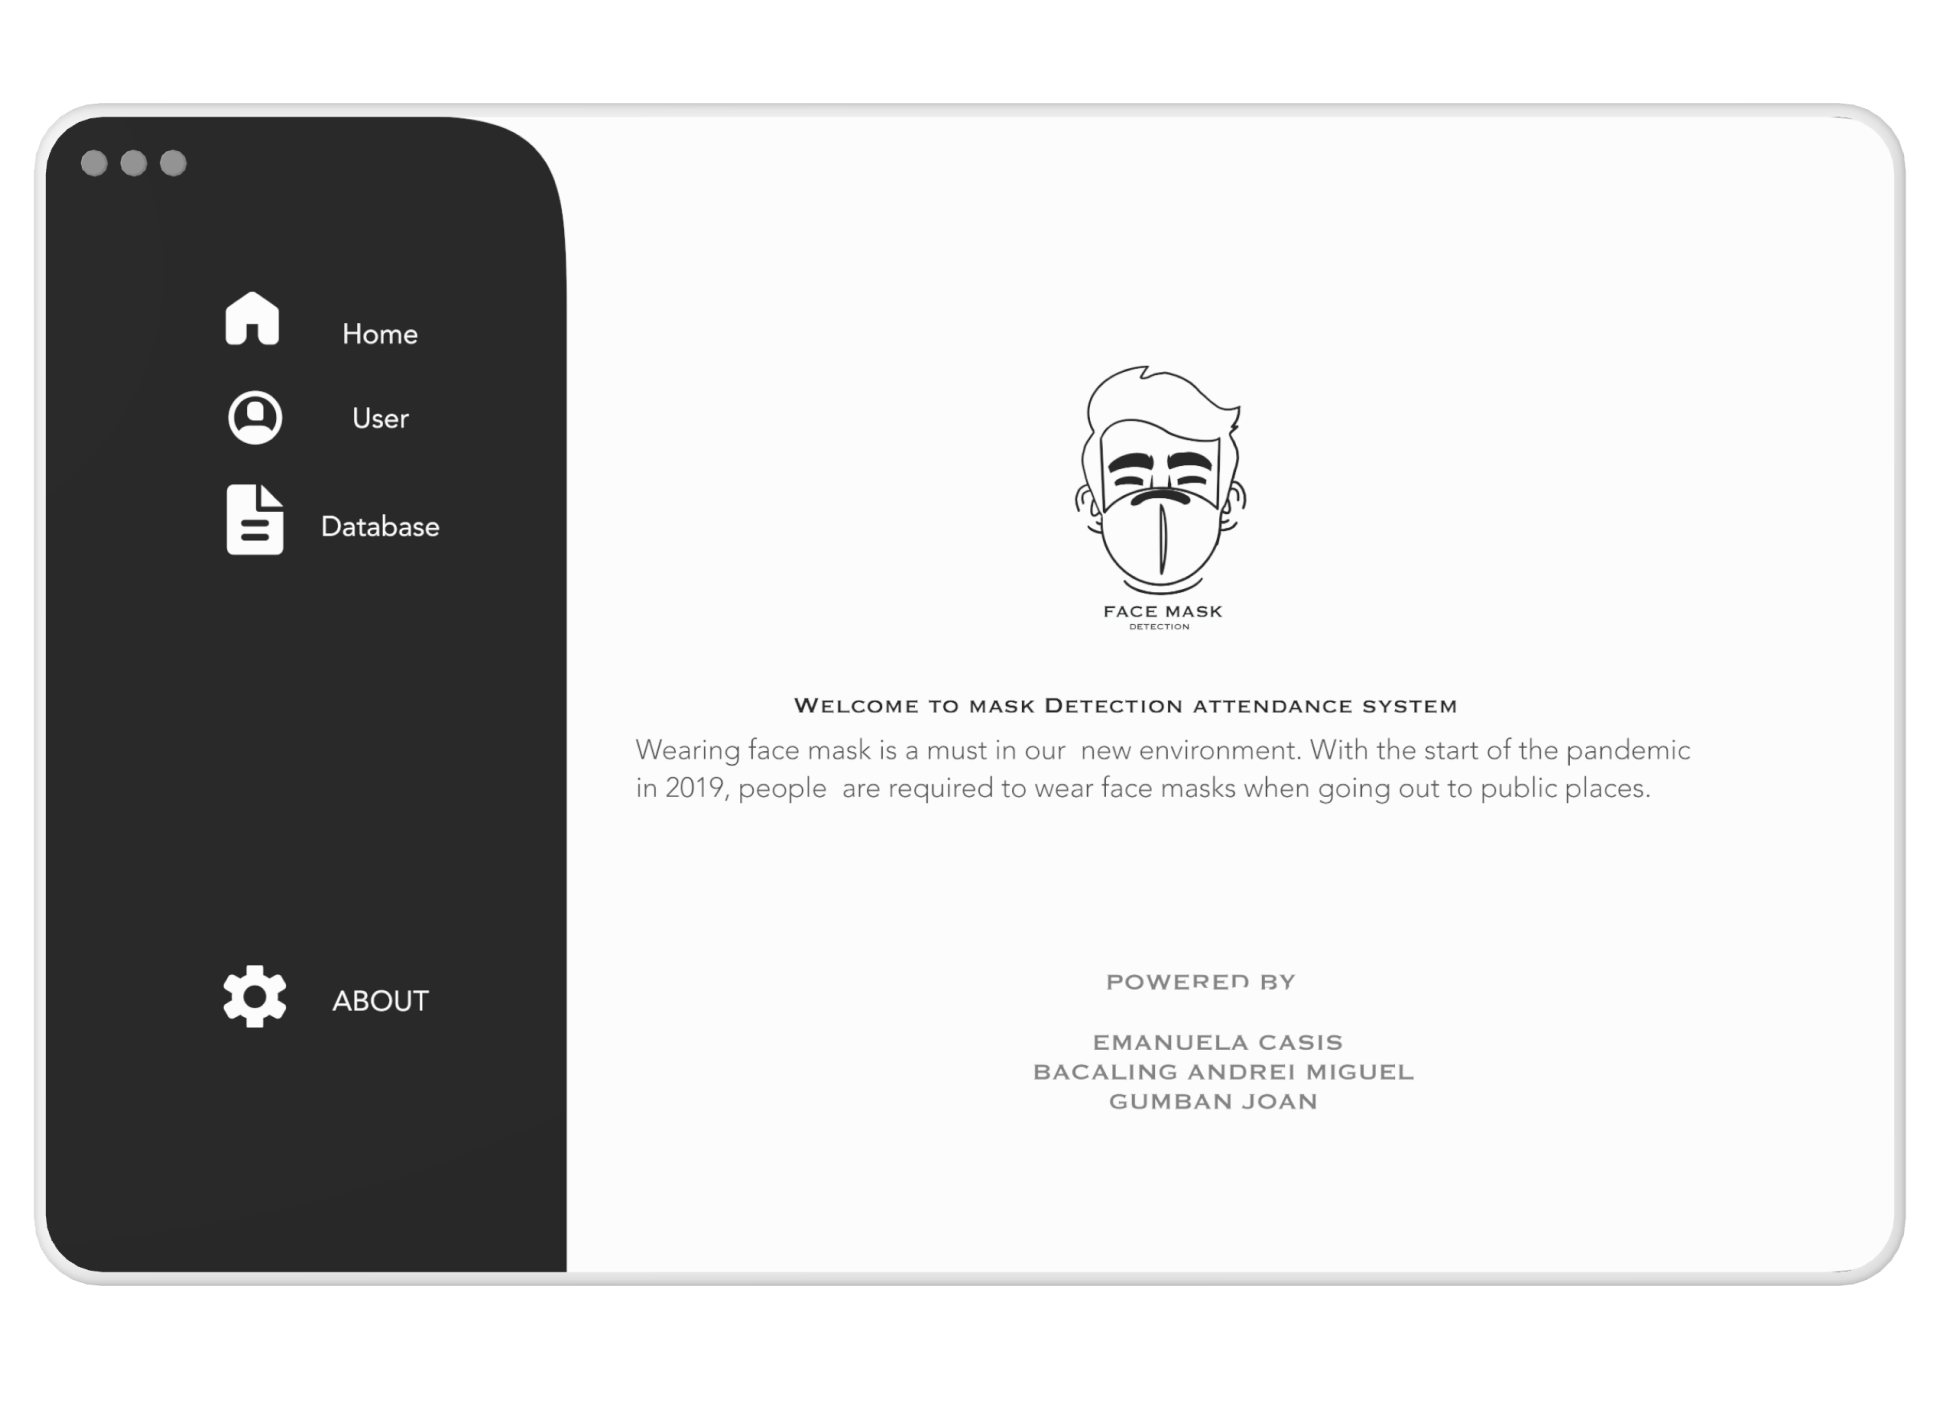 Home
User
Database
ABOUT
FACE MASK
DETECTION
Welcome to mask Detection attendance system
Wearing face mask is a must in our  new environment. With the start of the pandemic
in 2019, people  are required to wear face masks when going out to public places.
POWERED BY
EMANUELA CASIS
BACALING ANDREI MIGUEL
GUMBAN JOAN